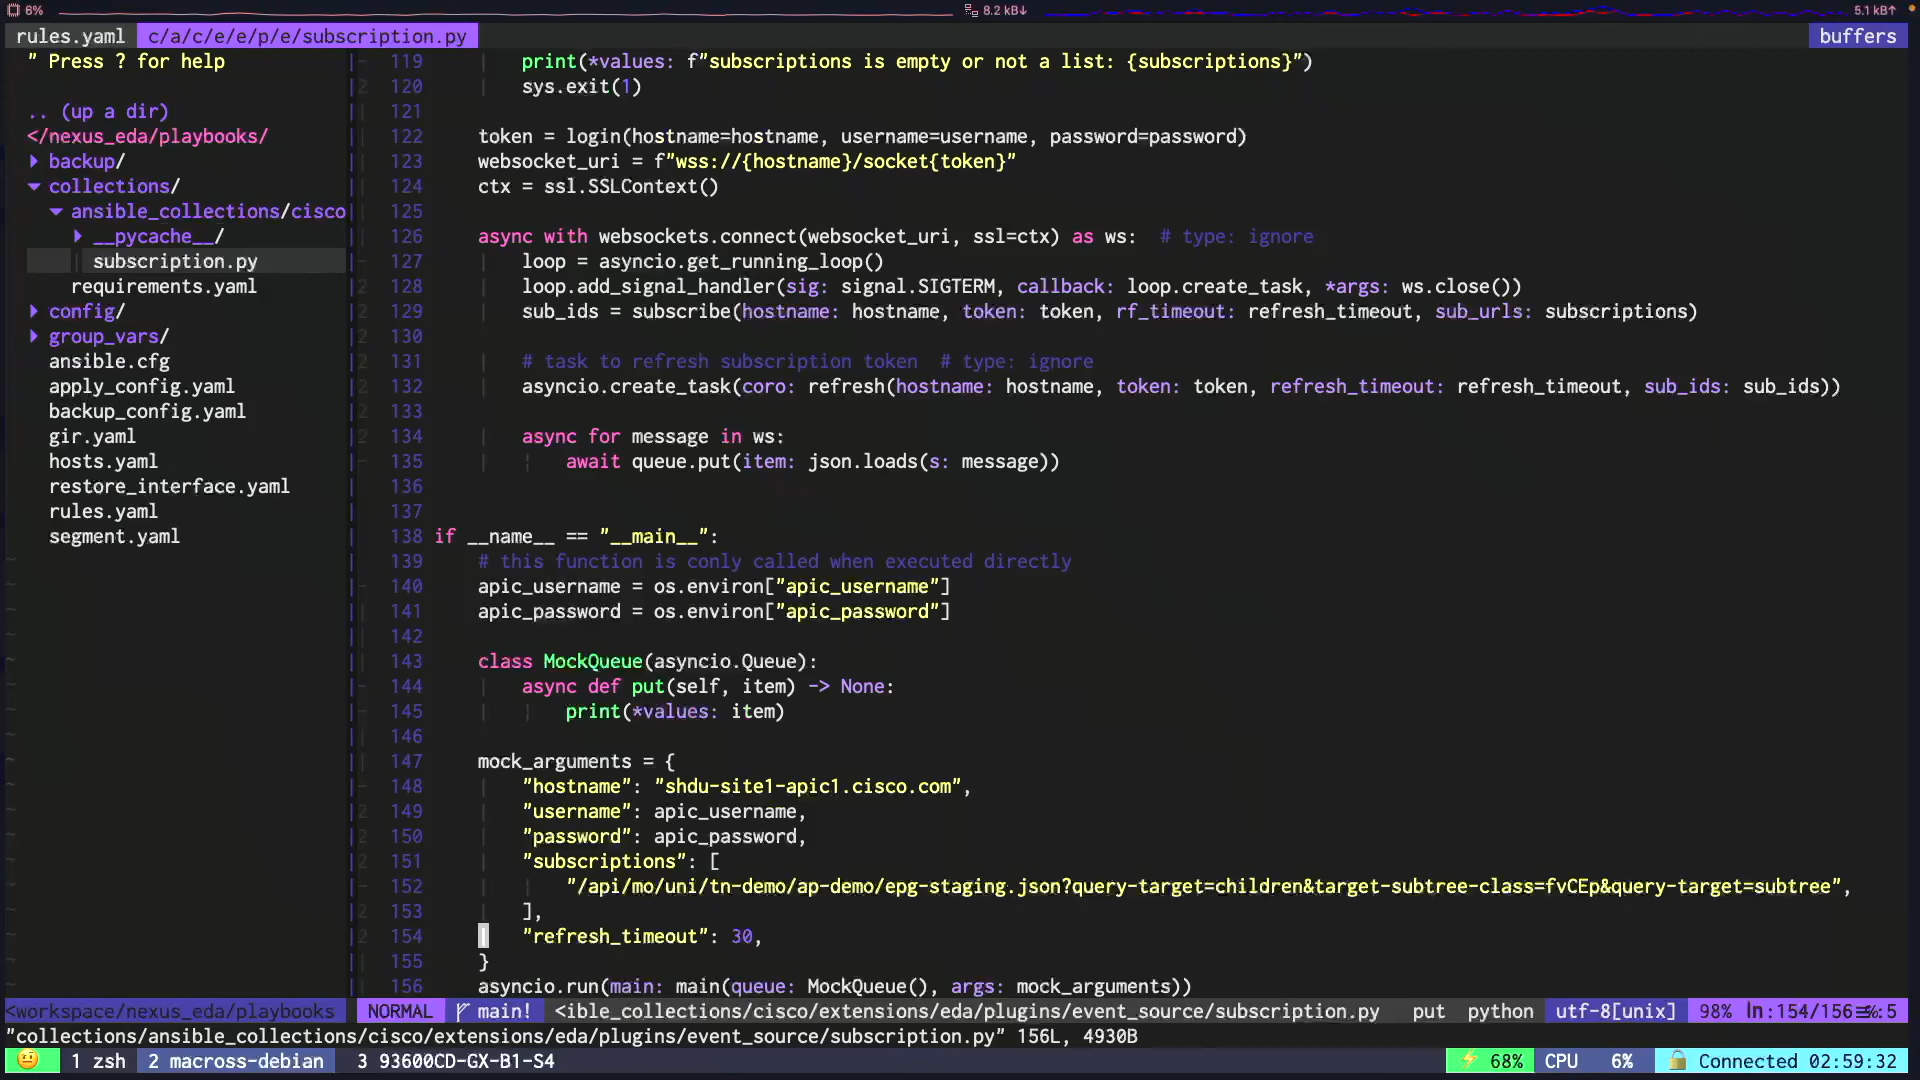 6% 8.2 kB↓ 5.1 kB↑
rules.yaml c/a/c/e/e/p/e/subscription.py buffers
" Press ? for help
.. (up a dir)
</nexus_eda/playbooks/
backup/
collections/
ansible_collections/cisco
__pycache__/
subscription.py
requirements.yaml
config/
group_vars/
ansible.cfg
apply_config.yaml
backup_config.yaml
gir.yaml
hosts.yaml
restore_interface.yaml
rules.yaml
segment.yaml
119 print(*values: f"subscriptions is empty or not a list: {subscriptions}")
120 sys.exit(1)
121
122 token = login(hostname=hostname, username=username, password=password)
123 websocket_uri = f"wss://{hostname}/socket{token}"
124 ctx = ssl.SSLContext()
125
126 async with websockets.connect(websocket_uri, ssl=ctx) as ws:  # type: ignore
127 loop = asyncio.get_running_loop()
128 loop.add_signal_handler(sig: signal.SIGTERM, callback: loop.create_task, *args: ws.close())
129 sub_ids = subscribe(hostname: hostname, token: token, rf_timeout: refresh_timeout, sub_urls: subscriptions)
130
131 # task to refresh subscription token  # type: ignore
132 asyncio.create_task(coro: refresh(hostname: hostname, token: token, refresh_timeout: refresh_timeout, sub_ids: sub_ids))
133
134 async for message in ws:
135 await queue.put(item: json.loads(s: message))
136
137
138 if __name__ == "__main__":
139 # this function is conly called when executed directly
140 apic_username = os.environ["apic_username"]
141 apic_password = os.environ["apic_password"]
142
143 class MockQueue(asyncio.Queue):
144 async def put(self, item) -> None:
145 print(*values: item)
146
147 mock_arguments = {
148 "hostname": "shdu-site1-apic1.cisco.com",
149 "username": apic_username,
150 "password": apic_password,
151 "subscriptions": [
152 "/api/mo/uni/tn-demo/ap-demo/epg-staging.json?query-target=children&target-subtree-class=fvCEp&query-target=subtree",
153 ],
154 "refresh_timeout": 30,
155 }
156 asyncio.run(main: main(queue: MockQueue(), args: mock_arguments))
<workspace/nexus_eda/playbooks NORMAL main! <ible_collections/cisco/extensions/eda/plugins/event_source/subscription.py put python utf-8[unix] 98% ln:154/156≡%:5
"collections/ansible_collections/cisco/extensions/eda/plugins/event_source/subscription.py" 156L, 4930B
1 zsh 2 macross-debian 3 93600CD-GX-B1-S4 68% CPU 6% Connected 02:59:32